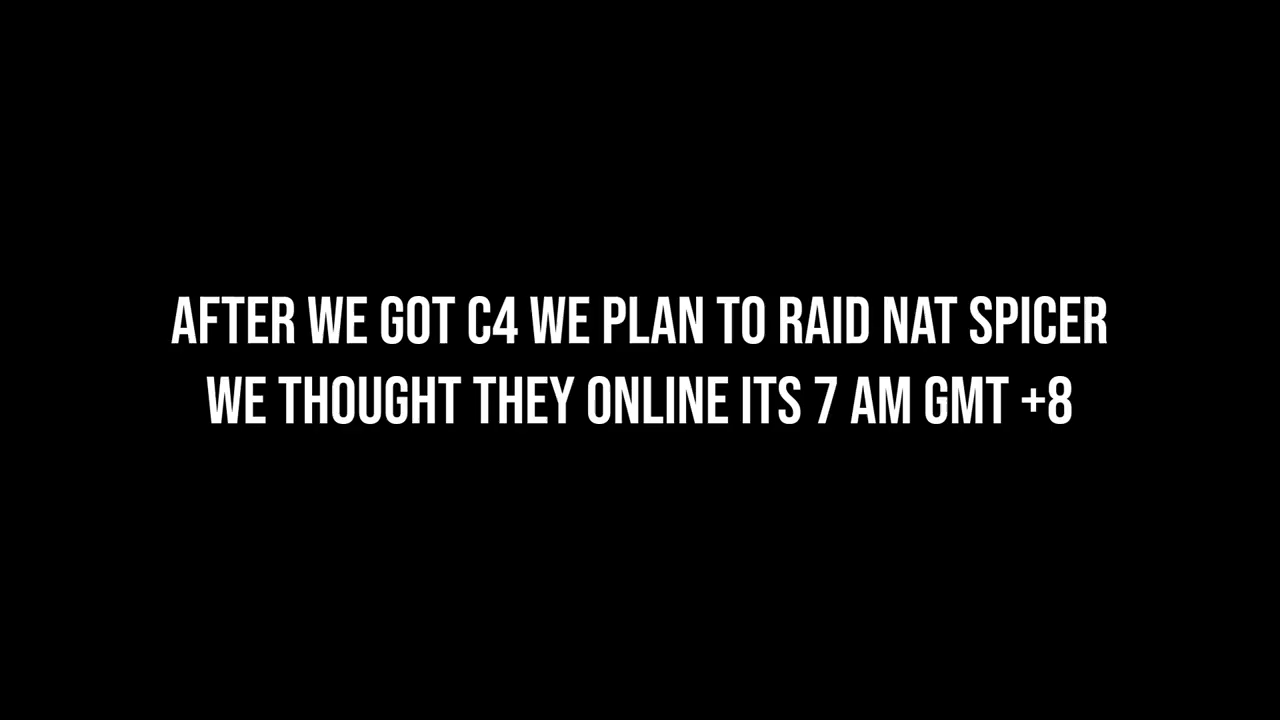 AFTER WE GOT C4 WE PLAN TO RAID NAT SPICER
WE THOUGHT THEY ONLINE ITS 7 AM GMT +8